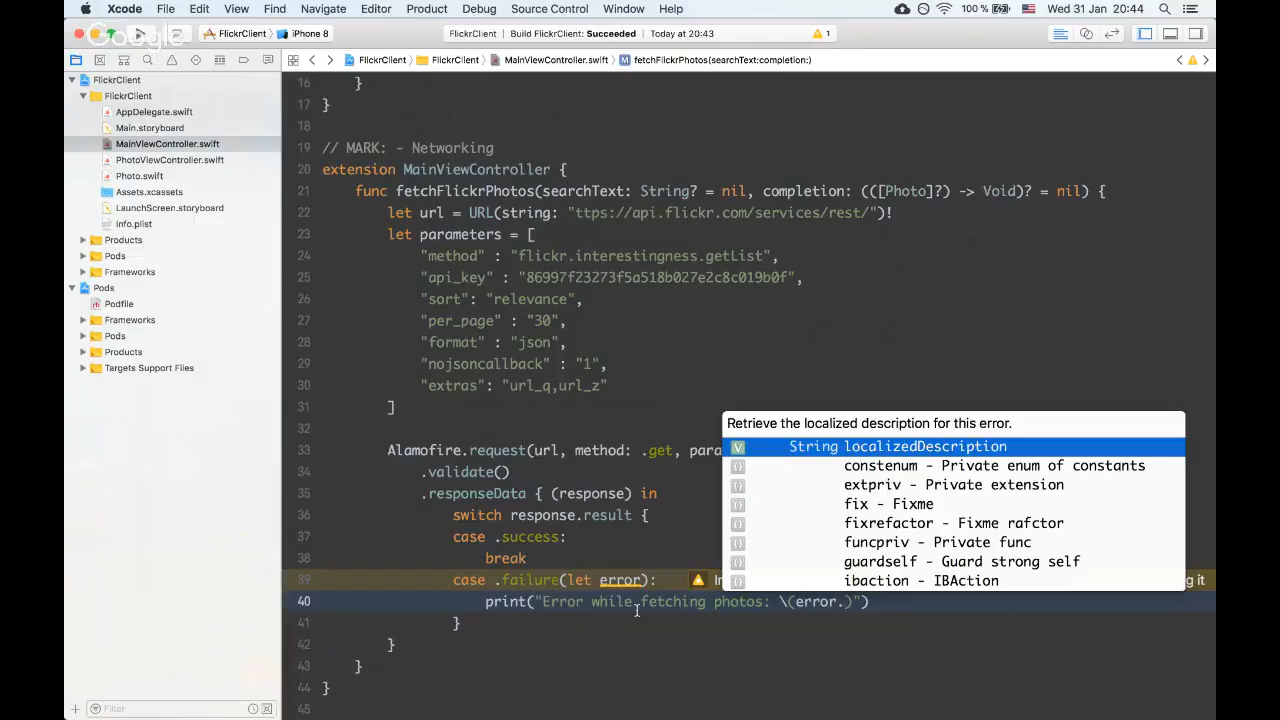 Xcode File Edit View Find Navigate Editor Product Debug Source Control Window Help 100 % Wed 31 Jan 20:44
Google
FlickrClient iPhone 8 FlickrClient Build FlickrClient: Succeeded Today at 20:43 1
FlickrClient FlickrClient MainViewController.swift M fetchFlickrPhotos(searchText:completion:)
FlickrClient
FlickrClient
AppDelegate.swift
Main.storyboard
MainViewController.swift
PhotoViewController.swift
Photo.swift
Assets.xcassets
LaunchScreen.storyboard
Info.plist
Products
Pods
Frameworks
Pods
Podfile
Frameworks
Pods
Products
Targets Support Files
Filter
16 }
17 }
18
19 // MARK: - Networking
20 extension MainViewController {
21 func fetchFlickrPhotos(searchText: String? = nil, completion: (([Photo]?) -> Void)? = nil) {
22 let url = URL(string: "ttps://api.flickr.com/services/rest/")!
23 let parameters = [
24 "method" : "flickr.interestingness.getList",
25 "api_key" : "86997f23273f5a518b027e2c8c019b0f",
26 "sort": "relevance",
27 "per_page" : "30",
28 "format" : "json",
29 "nojsoncallback" : "1",
30 "extras": "url_q,url_z"
31 ]
32
33 Alamofire.request(url, method: .get, para
34 .validate()
35 .responseData { (response) in
36 switch response.result {
37 case .success:
38 break
39 case .failure(let error): In g it
40 print("Error while fetching photos: \(error.)")
41 }
42 }
43 }
44 }
45
Retrieve the localized description for this error.
V String localizedDescription
constenum - Private enum of constants
extpriv - Private extension
fix - Fixme
fixrefactor - Fixme rafctor
funcpriv - Private func
guardself - Guard strong self
ibaction - IBAction